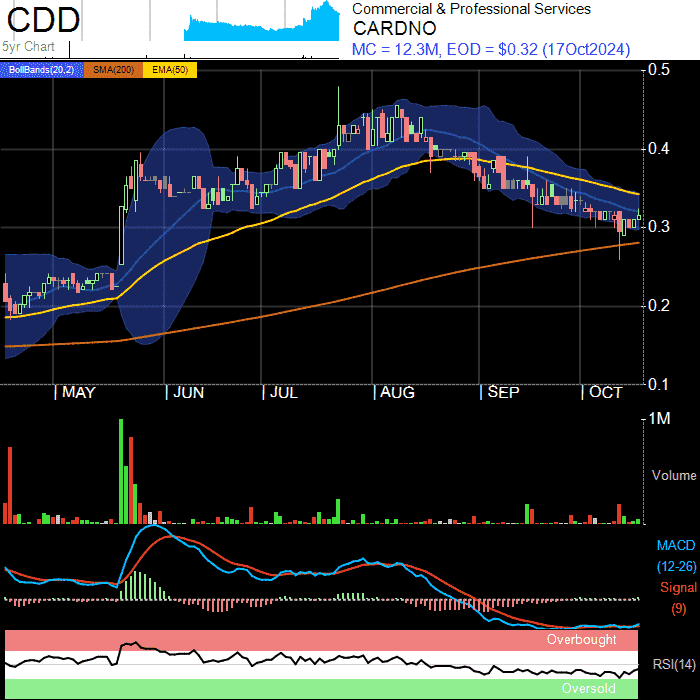 CDD
5yr Chart
Commercial & Professional Services
CARDNO
MC = 12.3M, EOD = $0.32 (17Oct2024)
BollBands(20,2) SMA(200) EMA(50)
0.5
0.4
0.3
0.2
0.1
| MAY | JUN | JUL | AUG | SEP | OCT
1M
Volume
MACD
(12-26)
Signal
(9)
Overbought
RSI(14)
Oversold